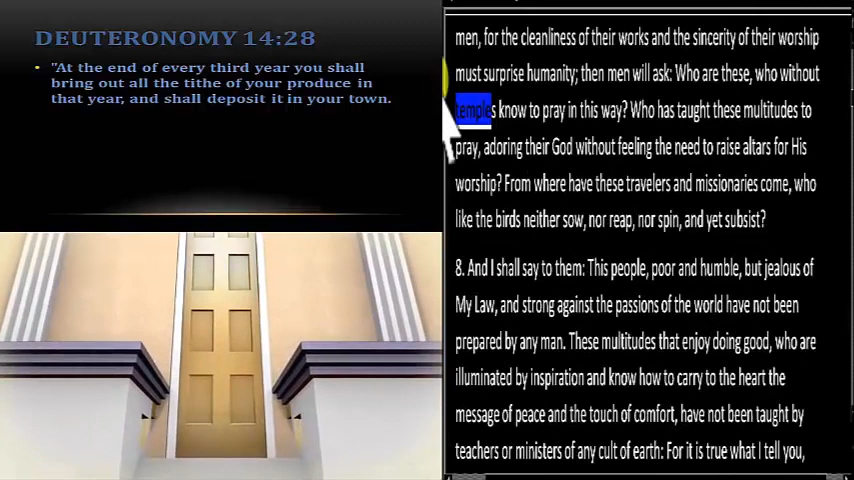 DEUTERONOMY 14:28
• "At the end of every third year you shall
bring out all the tithe of your produce in
that year, and shall deposit it in your town.
men, for the cleanliness of their works and the sincerity of their worship
must surprise humanity; then men will ask: Who are these, who without
temples know to pray in this way? Who has taught these multitudes to
pray, adoring their God without feeling the need to raise altars for His
worship? From where have these travelers and missionaries come, who
like the birds neither sow, nor reap, nor spin, and yet subsist?
8. And I shall say to them: This people, poor and humble, but jealous of
My Law, and strong against the passions of the world have not been
prepared by any man. These multitudes that enjoy doing good, who are
illuminated by inspiration and know how to carry to the heart the
message of peace and the touch of comfort, have not been taught by
teachers or ministers of any cult of earth: For it is true what I tell you,